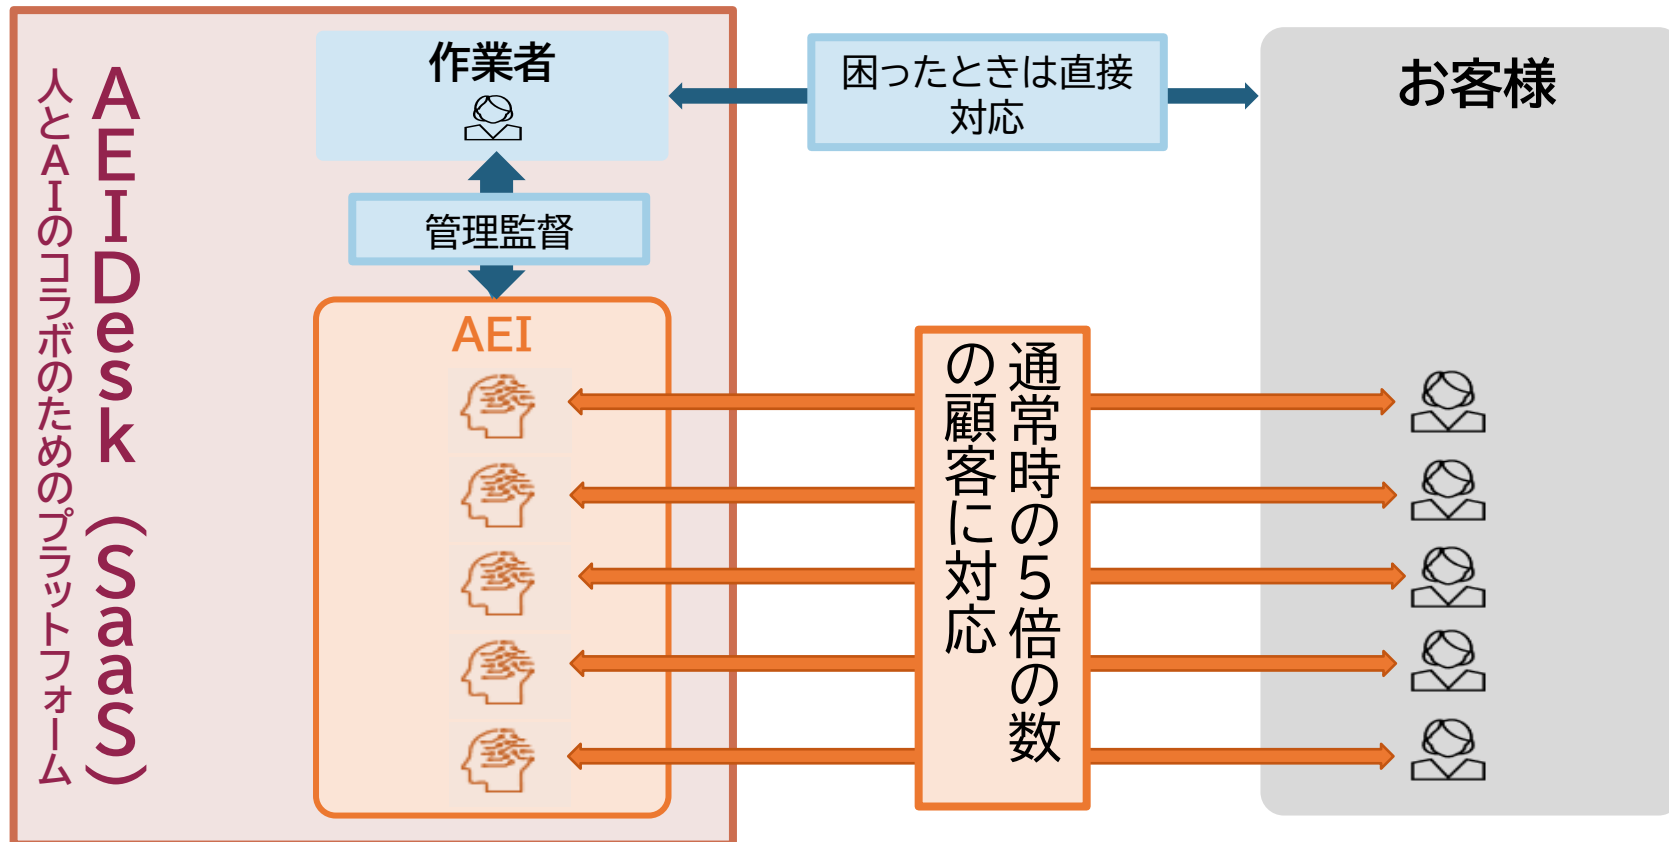 AEIDesk（SaaS）
人とAIのコラボのためのプラットフォーム
作業者
管理監督
AEI
困ったときは直接
対応
通常時の５倍の数
の顧客に対応
お客様